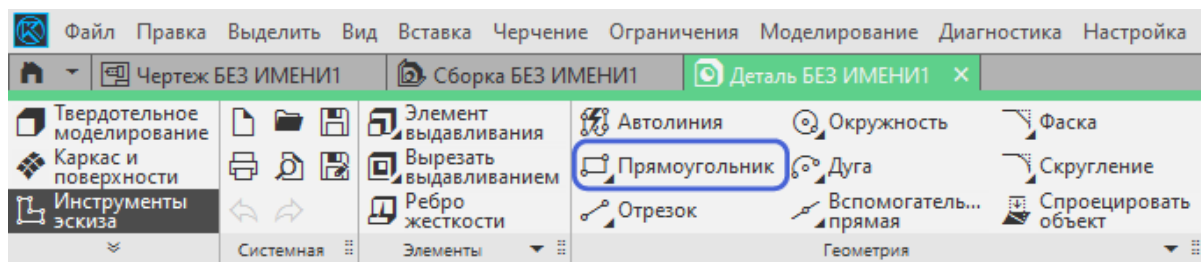 Файл Правка Выделить Вид Вставка Черчение Ограничения Моделирование Диагностика Настройка
Чертеж БЕЗ ИМЕНИ1 Сборка БЕЗ ИМЕНИ1 Деталь БЕЗ ИМЕНИ1
Твердотельное
моделирование
Каркас и
поверхности
Инструменты
эскиза
Системная
Элемент
выдавливания
Вырезать
выдавливанием
Ребро
жесткости
Элементы
Автолиния
Прямоугольник
Отрезок
Окружность
Дуга
Вспомогатель...
прямая
Фаска
Скругление
Спроецировать
объект
Геометрия